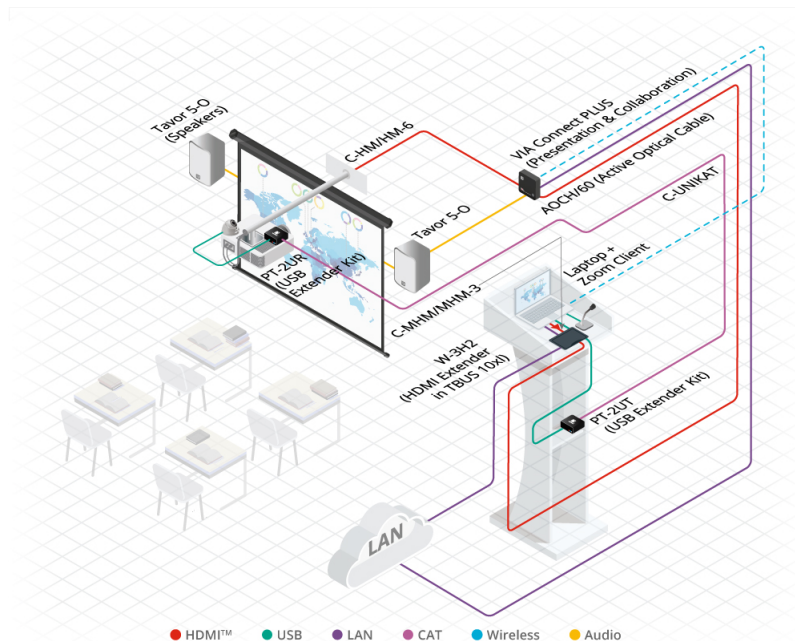 Tavor 5-O
(Speakers)
C-HM/HM-6
VIA Connect PLUS
(Presentation & Collaboration)
AOCH/60 (Active Optical Cable)
C-UNIKAT
Tavor 5-O
PT-2UR
(USB
Extender Kit)
C-MHM/MHM-3
Laptop +
Zoom Client
W-3H2
(HDMI Extender
in TBUS 10xl)
PT-2UT
(USB Extender Kit)
LAN
HDMI™ USB LAN CAT Wireless Audio